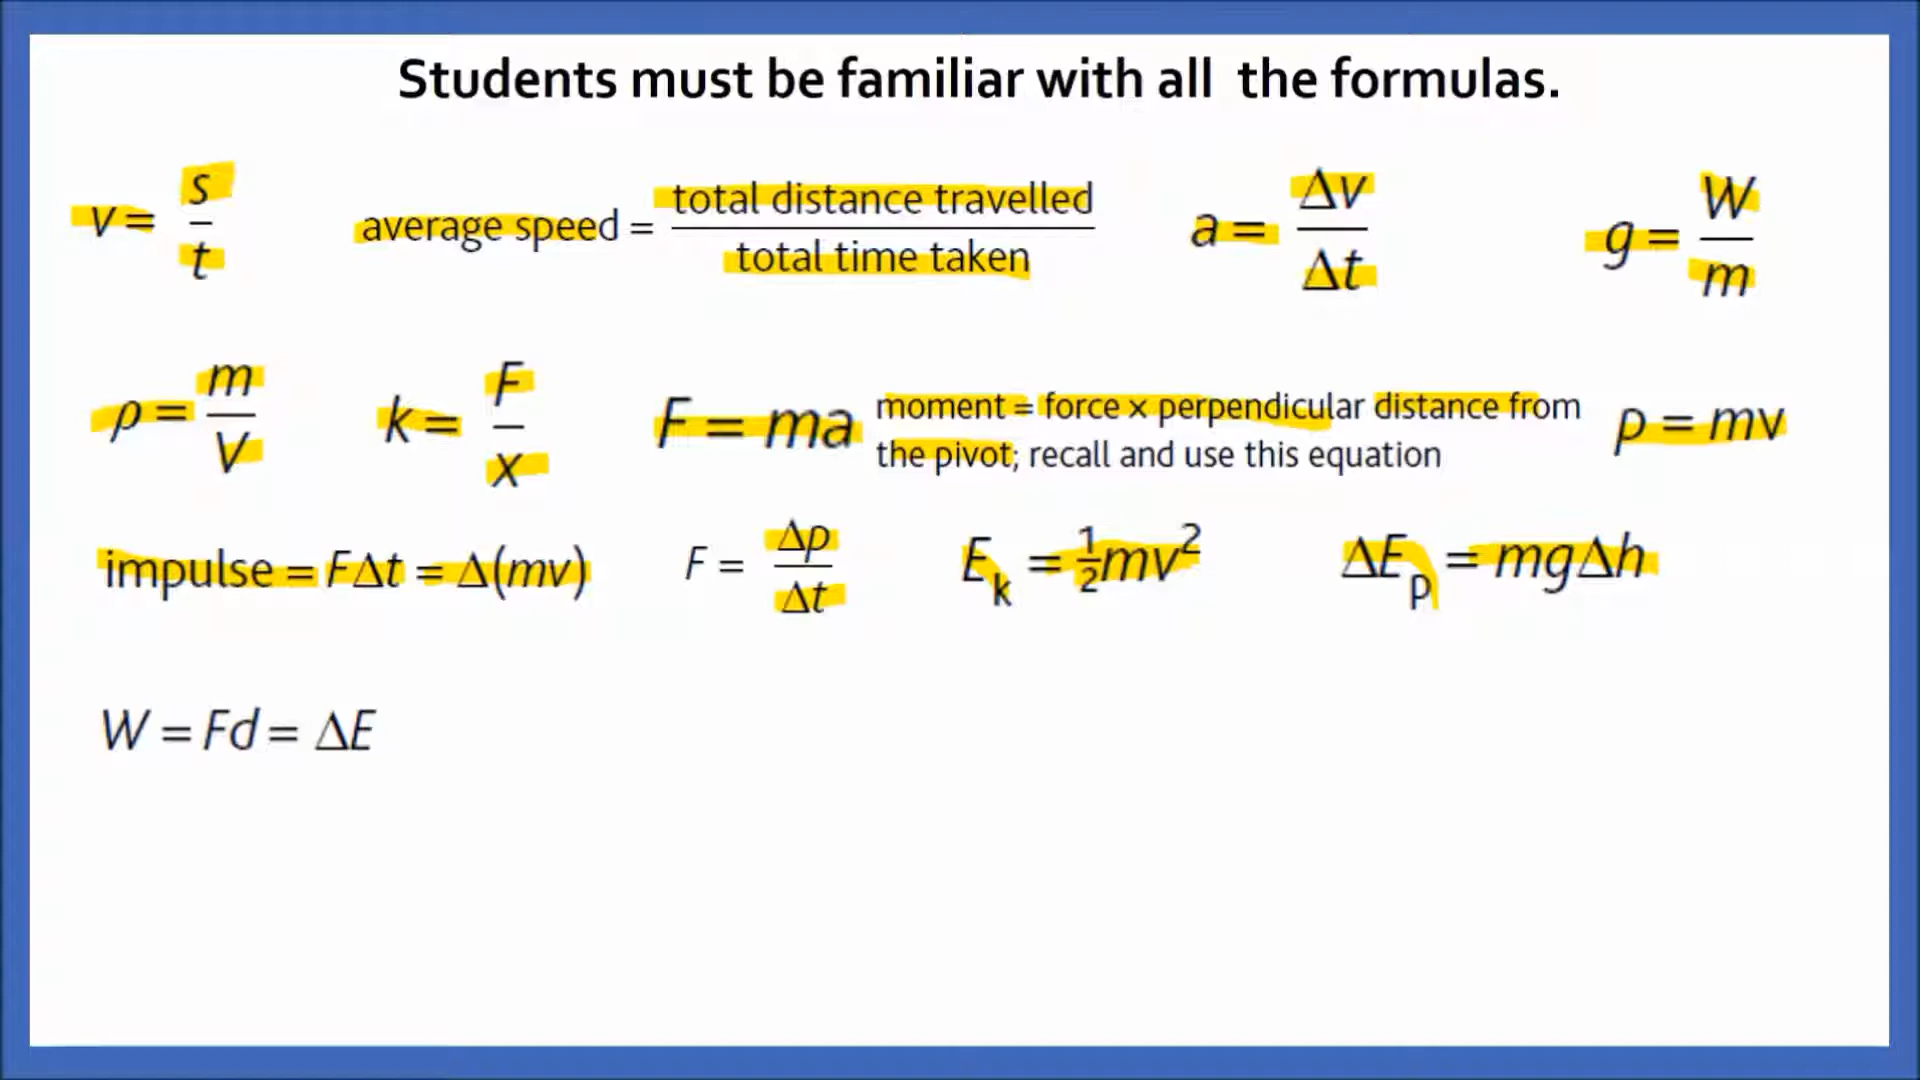 Students must be familiar with all the formulas.
v = s/t
average speed = total distance travelled / total time taken
a = Δv/Δt
g = W/m
ρ = m/V
k = F/x
F = ma
moment = force x perpendicular distance from
the pivot; recall and use this equation
p = mv
impulse = FΔt = Δ(mv)
F = Δp/Δt
Eₖ = ½mv²
ΔEₚ = mgΔh
W = Fd = ΔE